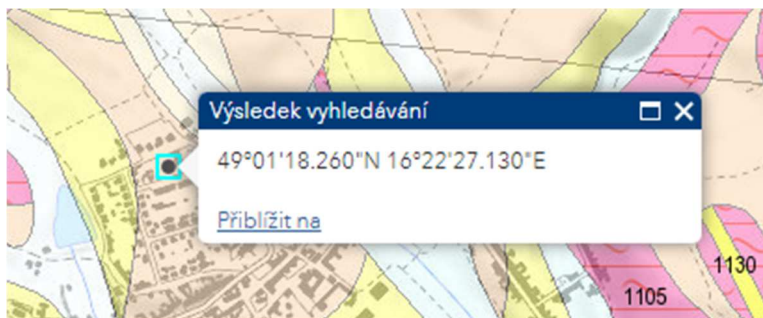 Výsledek vyhledávání
49°01'18.260"N 16°22'27.130"E
Přiblížit na
1130
1105